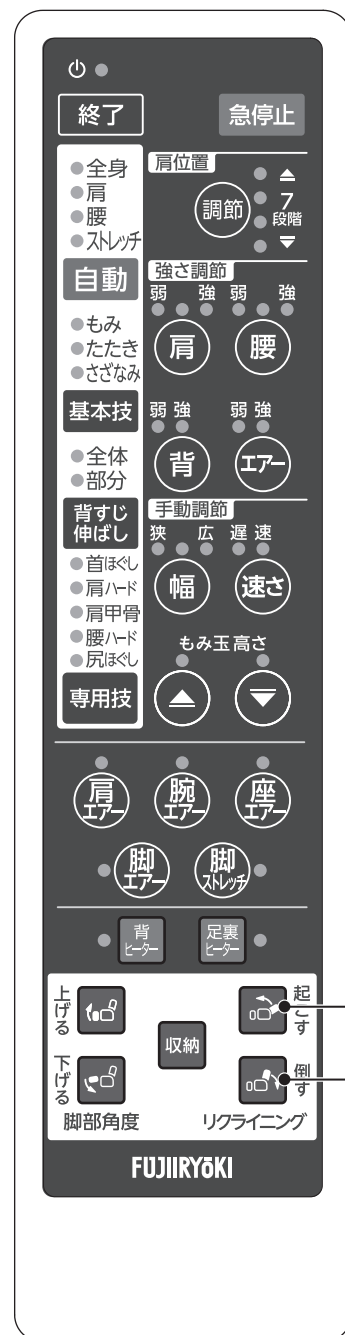 終了
急停止
全身
肩
腰
ストレッチ
自動
もみ
たたき
さざなみ
基本技
全体
部分
背すじ
伸ばし
首ほぐし
肩ハード
肩甲骨
腰ハード
尻ほぐし
専用技
肩位置
調節
7
段階
強さ調節
弱 強 弱 強
肩 腰
弱 強 弱 強
背 エアー
手動調節
狭 広 遅 速
幅 速さ
もみ玉高さ
肩
エアー
腕
エアー
座
エアー
脚
エアー
脚
ストレッチ
背
ヒーター
足裏
ヒーター
上げる
下げる
脚部角度
収納
起こす
倒す
リクライニング
FUJIIRYōKI